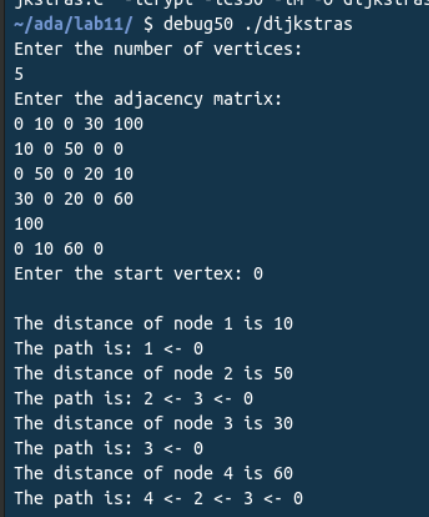 ~/ada/lab11/ $ debug50 ./dijkstras
Enter the number of vertices:
5
Enter the adjacency matrix:
0 10 0 30 100
10 0 50 0 0
0 50 0 20 10
30 0 20 0 60
100
0 10 60 0
Enter the start vertex: 0
The distance of node 1 is 10
The path is: 1 <- 0
The distance of node 2 is 50
The path is: 2 <- 3 <- 0
The distance of node 3 is 30
The path is: 3 <- 0
The distance of node 4 is 60
The path is: 4 <- 2 <- 3 <- 0